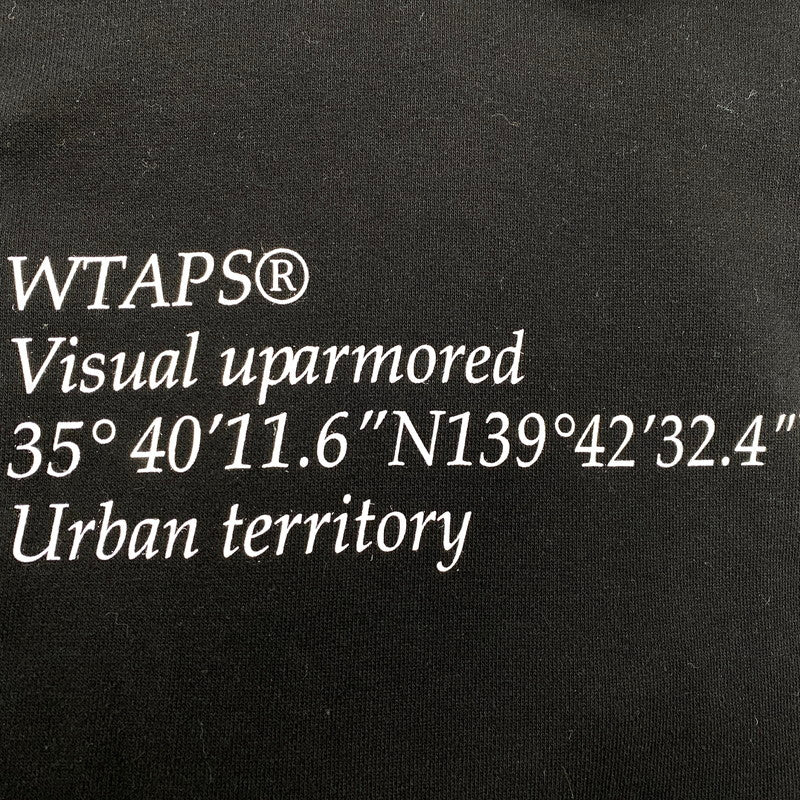 WTAPS®
Visual uparmored
35° 40′11.6″N139°42′32.4″
Urban territory